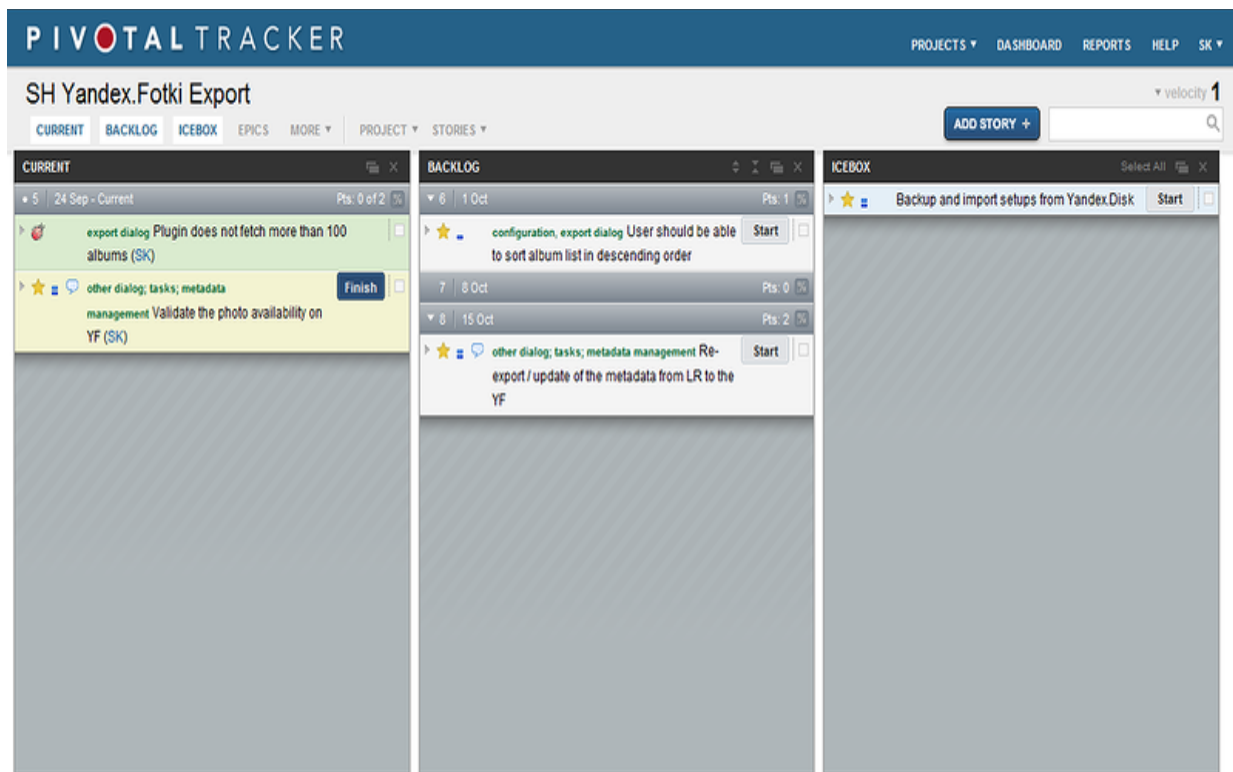 PIVOTALTRACKER
PROJECTS ▾ DASHBOARD REPORTS HELP SK ▾
SH Yandex.Fotki Export
▾ velocity 1
CURRENT BACKLOG ICEBOX EPICS MORE ▾ PROJECT ▾ STORIES ▾
ADD STORY +
CURRENT
5 24 Sep - Current Pts: 0 of 2 %
export dialog Plugin does not fetch more than 100
albums (SK)
other dialog; tasks; metadata Finish
management Validate the photo availability on
YF (SK)
BACKLOG
▾ 6 1 Oct Pts: 1 %
configuration, export dialog User should be able Start
to sort album list in descending order
7 8 Oct Pts: 0 %
▾ 8 15 Oct Pts: 2 %
other dialog; tasks; metadata management Re- Start
export / update of the metadata from LR to the
YF
ICEBOX Select All
Backup and import setups from Yandex.Disk Start